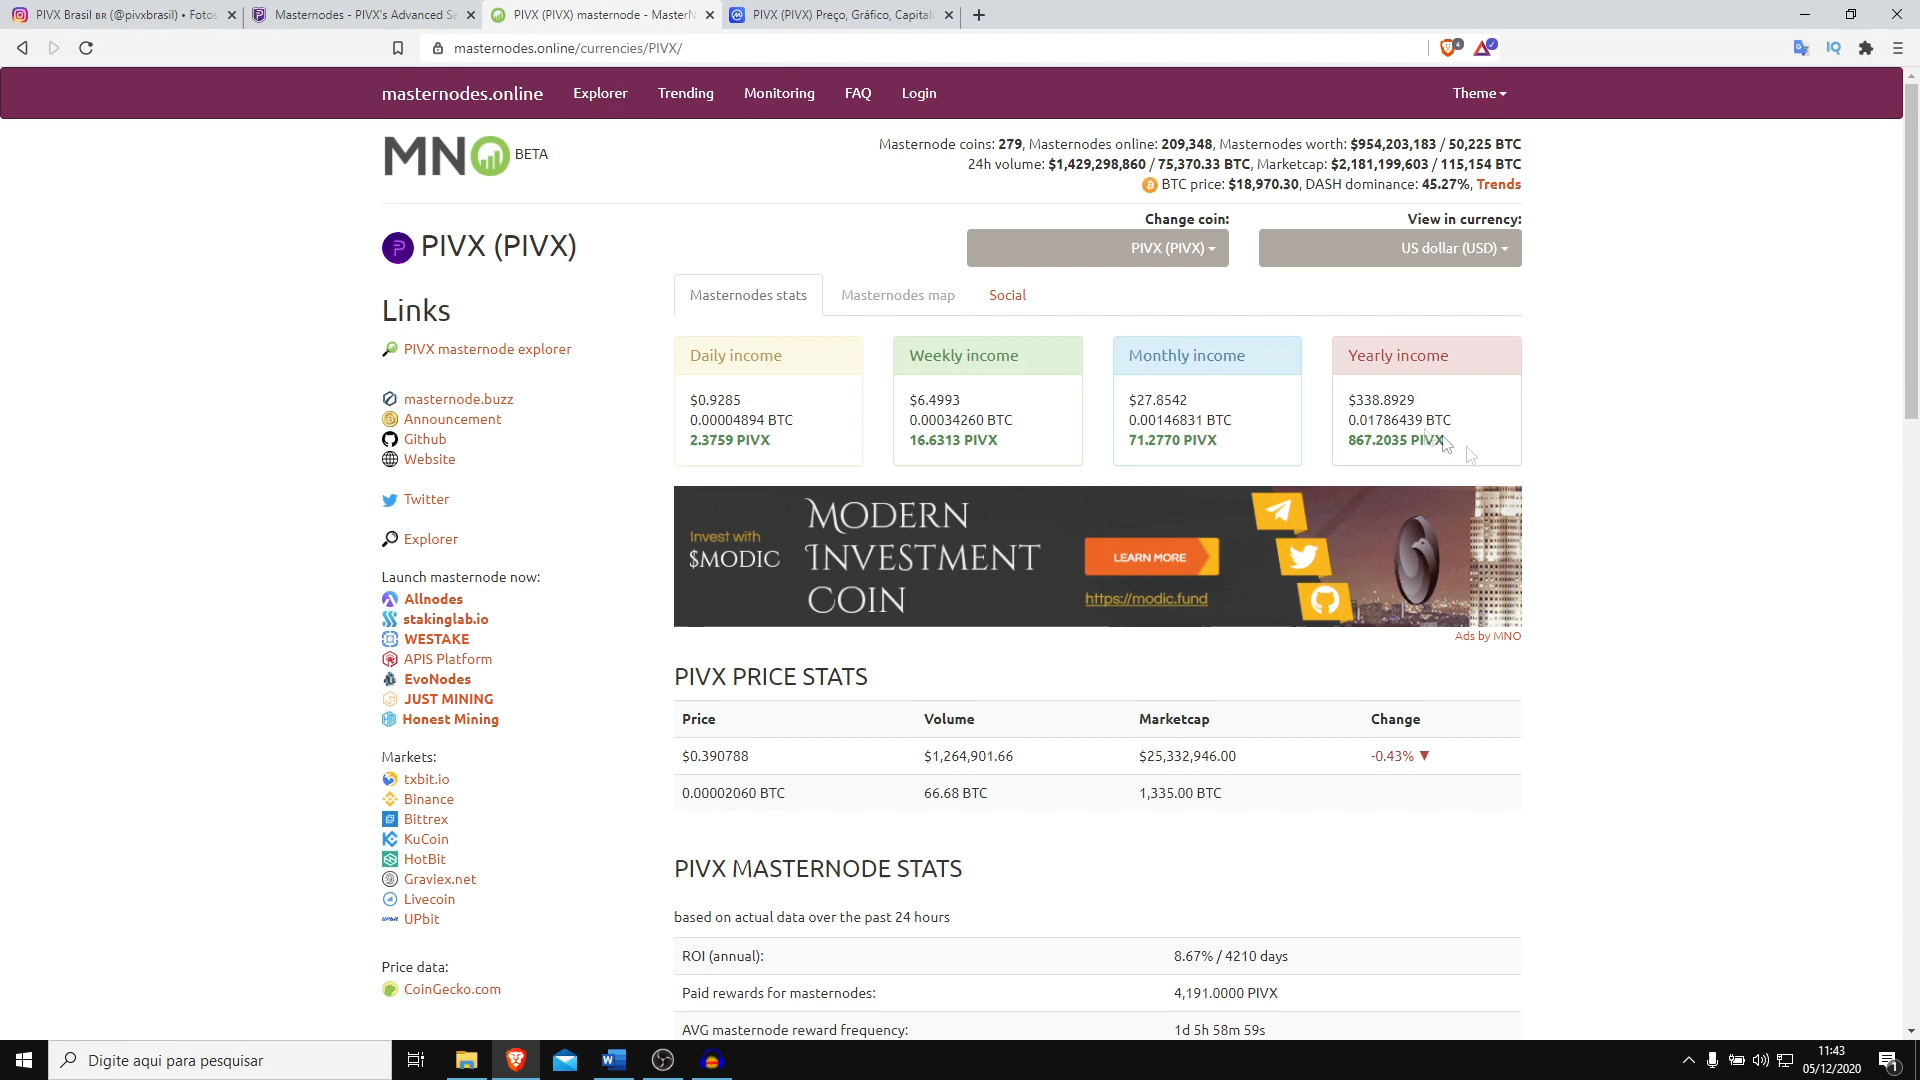 PIVX Brasil BR (@pivxbrasil) • Fotos
Masternodes - PIVX's Advanced Se
PIVX (PIVX) masternode - MasterN
PIVX (PIVX) Preço, Gráfico, Capitali
masternodes.online/currencies/PIVX/
4
IQ
masternodes.online
Explorer
Trending
Monitoring
FAQ
Login
Theme
MNO BETA
Masternode coins: 279, Masternodes online: 209,348, Masternodes worth: $954,203,183 / 50,225 BTC
24h volume: $1,429,298,860 / 75,370.33 BTC, Marketcap: $2,181,199,603 / 115,154 BTC
BTC price: $18,970.30, DASH dominance: 45.27%, Trends
Change coin:
View in currency:
PIVX (PIVX)
PIVX (PIVX)
US dollar (USD)
Masternodes stats
Masternodes map
Social
Links
PIVX masternode explorer
masternode.buzz
Announcement
Github
Website
Twitter
Explorer
Launch masternode now:
Allnodes
stakinglab.io
WESTAKE
APIS Platform
EvoNodes
JUST MINING
Honest Mining
Markets:
txbit.io
Binance
Bittrex
KuCoin
HotBit
Graviex.net
Livecoin
UPbit
Price data:
CoinGecko.com
Daily income
$0.9285
0.00004894 BTC
2.3759 PIVX
Weekly income
$6.4993
0.00034260 BTC
16.6313 PIVX
Monthly income
$27.8542
0.00146831 BTC
71.2770 PIVX
Yearly income
$338.8929
0.01786439 BTC
867.2035 PIVX
Invest with
$MODIC
MODERN
INVESTMENT
COIN
LEARN MORE
https://modic.fund
Ads by MNO
PIVX PRICE STATS
Price Volume Marketcap Change
$0.390788 $1,264,901.66 $25,332,946.00 -0.43% ▼
0.00002060 BTC 66.68 BTC 1,335.00 BTC
PIVX MASTERNODE STATS
based on actual data over the past 24 hours
ROI (annual): 8.67% / 4210 days
Paid rewards for masternodes: 4,191.0000 PIVX
AVG masternode reward frequency: 1d 5h 58m 59s
Digite aqui para pesquisar
11:43
05/12/2020
1